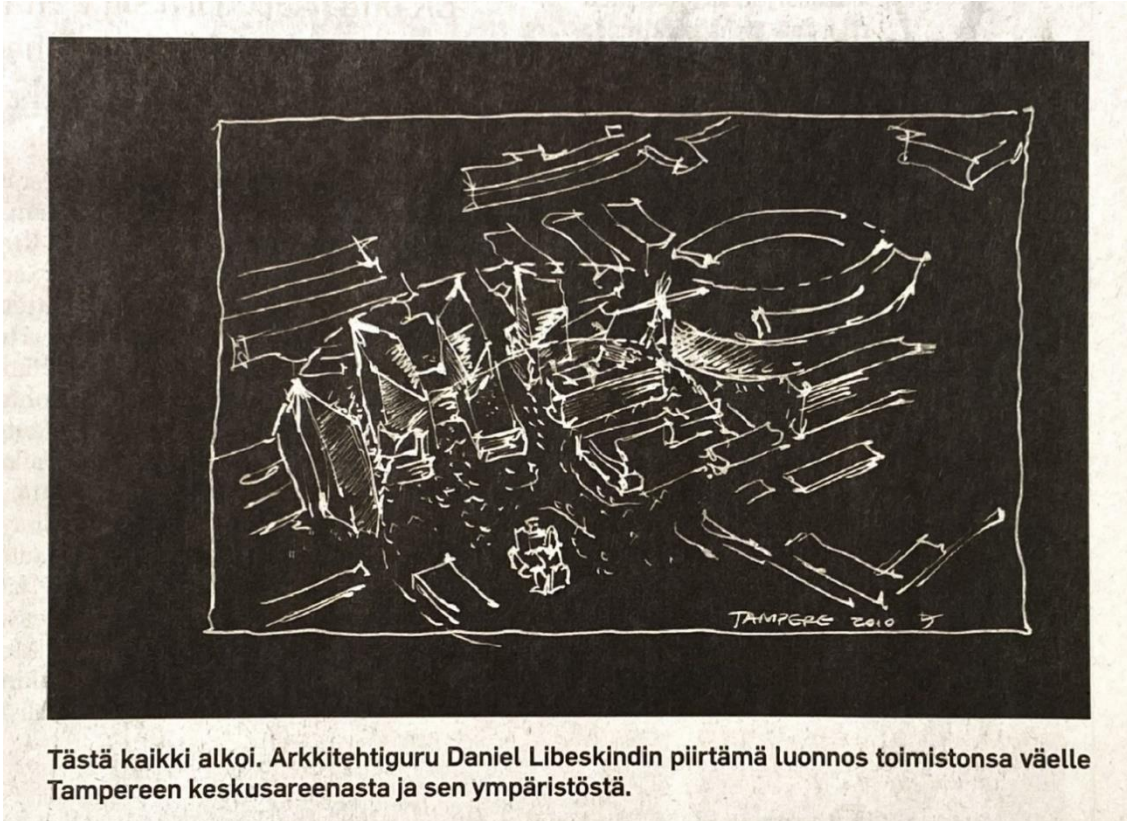 TAMPERE 2010
Tästä kaikki alkoi. Arkkitehtiguru Daniel Libeskindin piirtämä luonnos toimistonsa väelle
Tampereen keskusareenasta ja sen ympäristöstä.